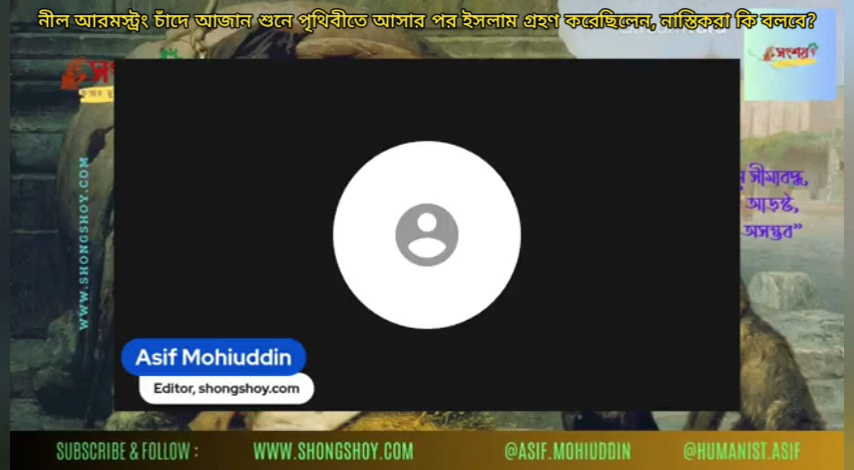 নীল আরমস্ট্রং চাঁদে আজান শুনে পৃথিবীতে আসার পর ইসলাম গ্রহণ করেছিলেন, নাস্তিকরা কি বলবে?
সংশয়
WWW.SHONGSHOY.COM
সীমাবদ্ধ,
আড়ষ্ট,
অসম্ভব”
Asif Mohiuddin
Editor, shongshoy.com
SUBSCRIBE & FOLLOW :
WWW.SHONGSHOY.COM
@ASIF.MOHIUDDIN
@HUMANIST.ASIF